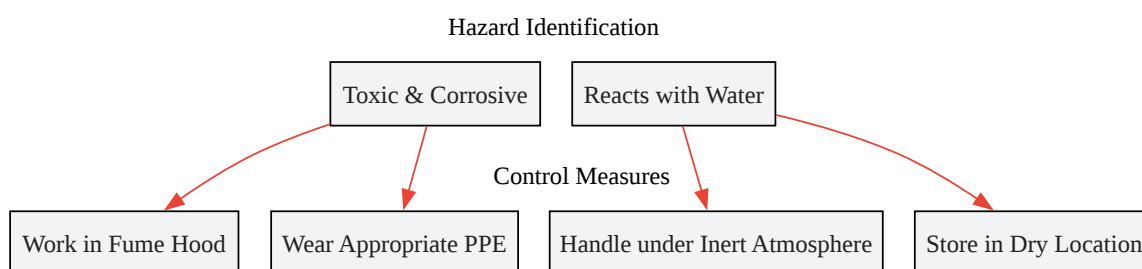 Hazard Identification
Toxic & Corrosive
Reacts with Water
Control Measures
Work in Fume Hood
Wear Appropriate PPE
Handle under Inert Atmosphere
Store in Dry Location